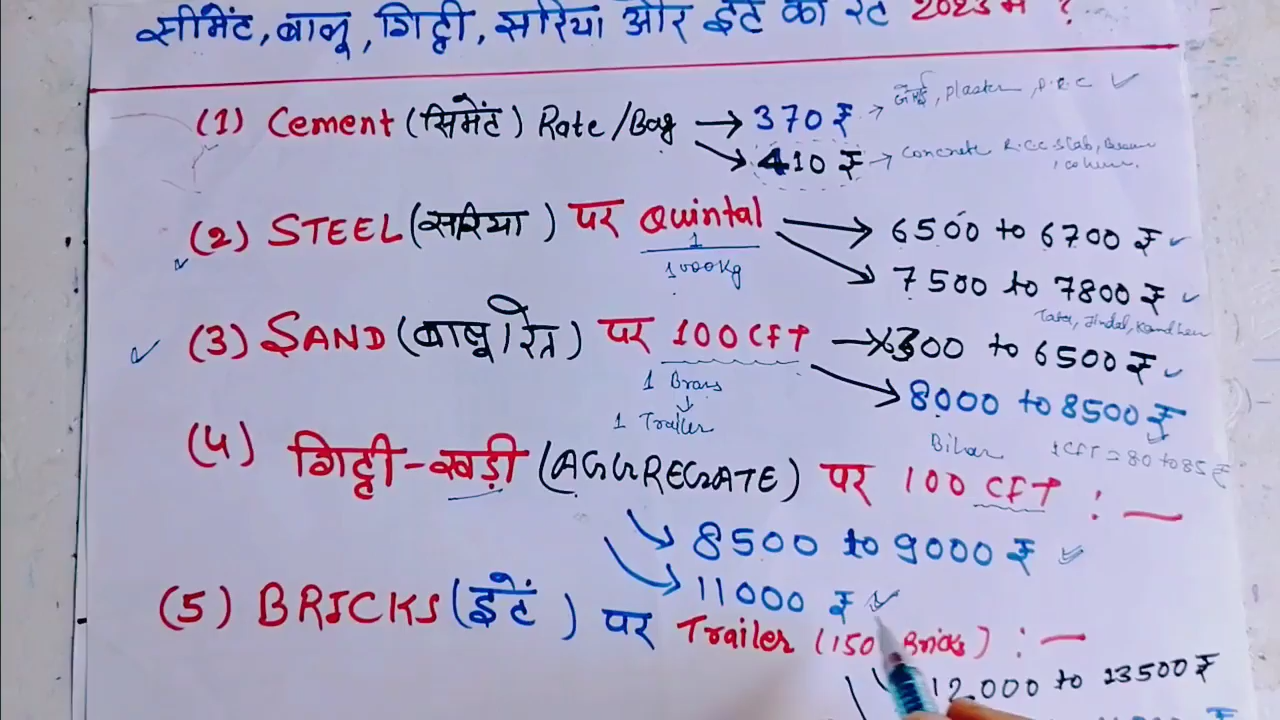 सीमेंट, बालू, गिट्टी, सरिया और ईंट का रेट 2023 में ?
(1) Cement (सिमेंट) Rate/Bag → 370 ₹ → , Plaster, P.C.C ✓
→ 410 ₹ → Concrete R.C.C Slab, Beam, column.
(2) STEEL (सरिया) पर Quintal → 6500 to 6700 ₹ ✓
1
1000kg
→ 7500 to 7800 ₹ ✓
Tata, Jindal, Kamdhenu
✓ (3) SAND (बालू/रेत) पर 100 CFT → 6300 to 6500 ₹ ✓
→ 8000 to 8500 ₹
1 Brass
↓
1 Trailer
Bihar 1 CFT = 80 to 85 ₹
(4) गिट्टी-खड़ी (AGGREGATE) पर 100 CFT :—
→ 8500 to 9000 ₹ ✓
→ 11000 ₹ ✓
(5) BRICKS (इटें) पर Trailer (150 Bricks) :—
12000 to 13500 ₹